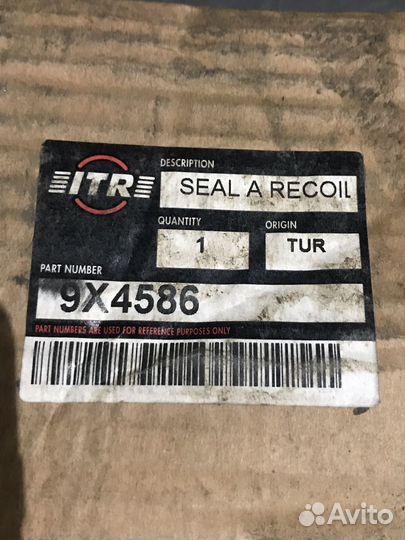 ITR
DESCRIPTION
SEAL A RECOIL
QUANTITY
ORIGIN
1
TUR
PART NUMBER
9X4586
PART NUMBERS ARE USED FOR REFERENCE PURPOSES ONLY
Avito